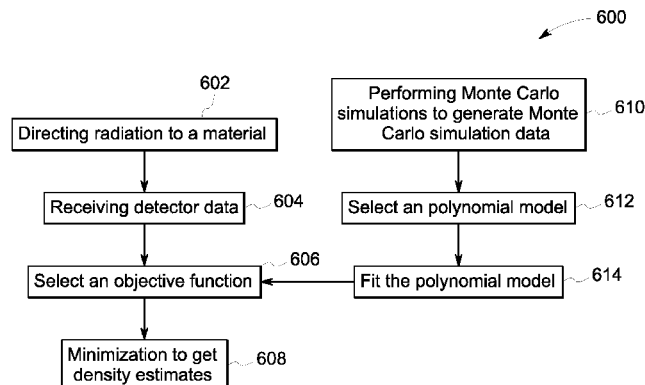 600
602
Directing radiation to a material
Receiving detector data
604
606
Select an objective function
Minimization to get
density estimates
608
Performing Monte Carlo
simulations to generate Monte
Carlo simulation data
610
Select an polynomial model
612
Fit the polynomial model
614